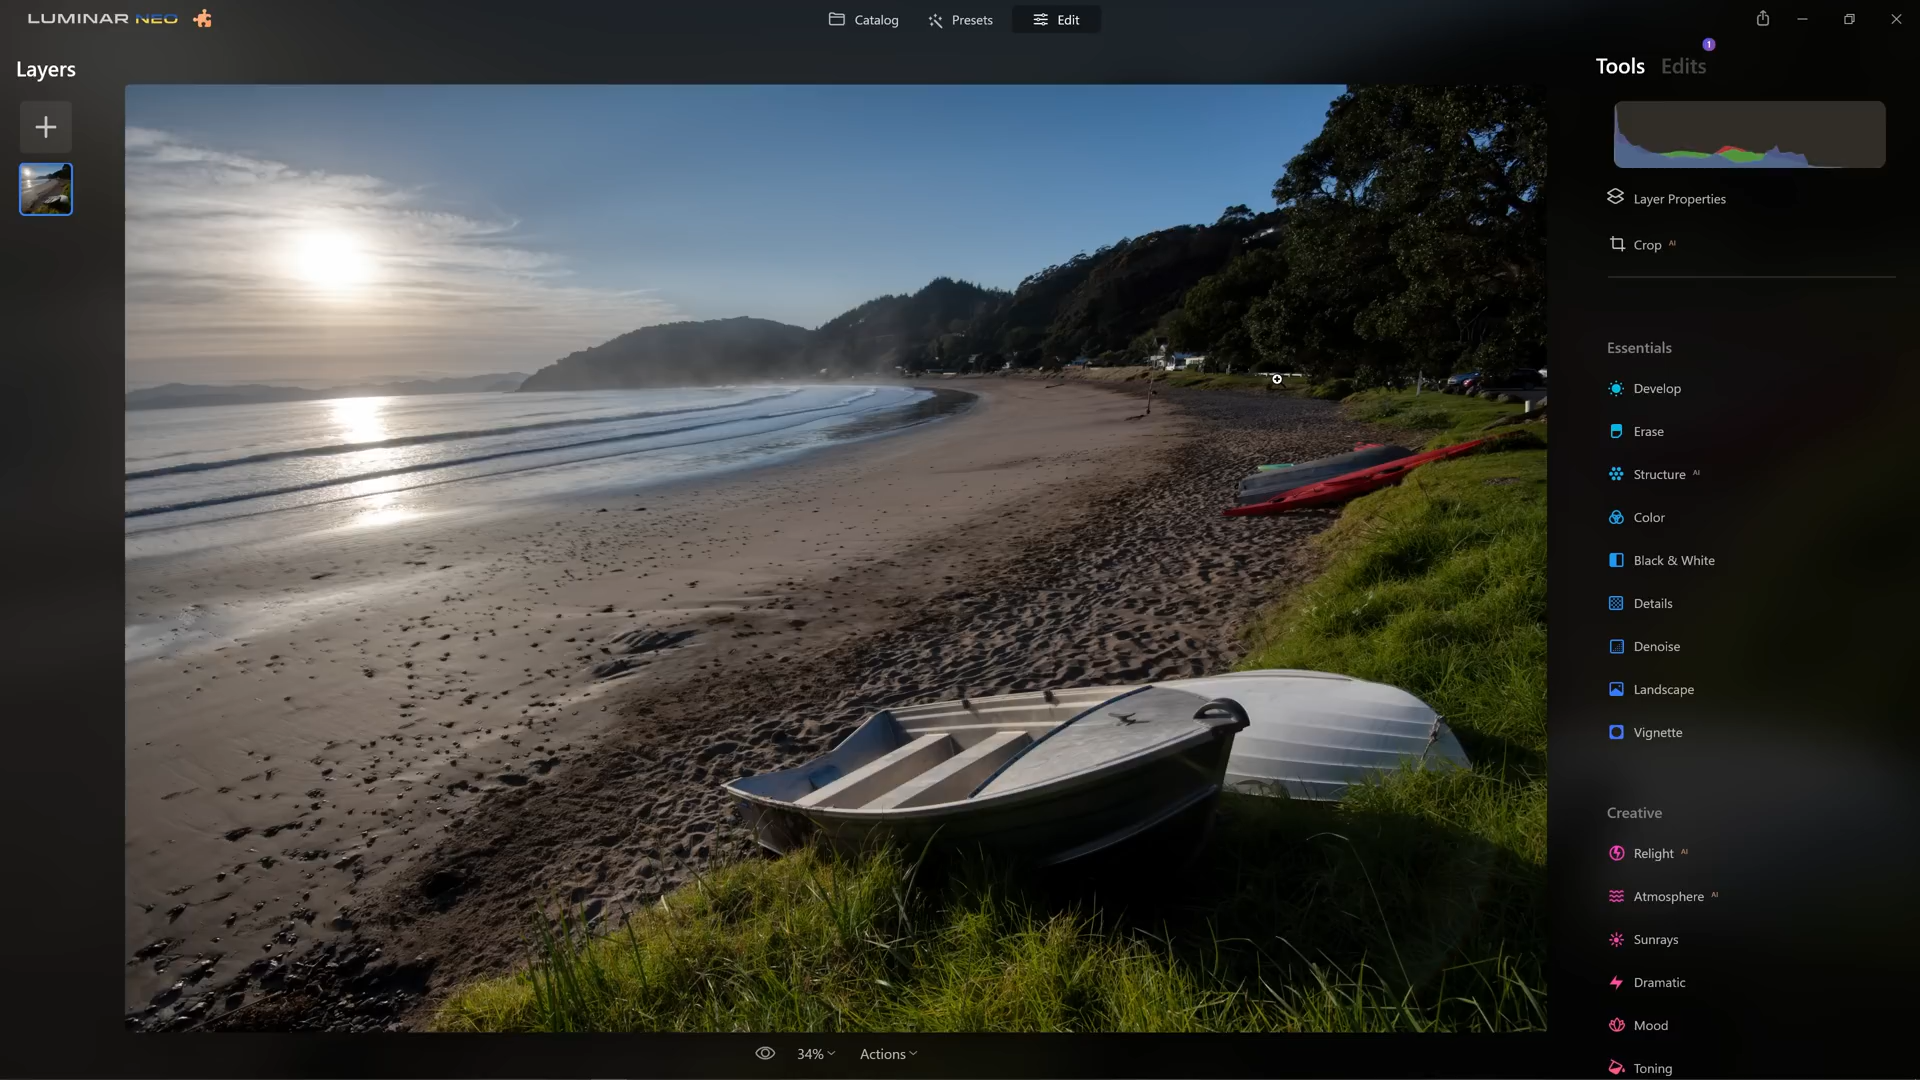 LUMINAR NEO
Catalog
Presets
Edit
Layers
1
Tools Edits
Layer Properties
Crop AI
Essentials
Develop
Erase
Structure AI
Color
Black & White
Details
Denoise
Landscape
Vignette
Creative
Relight AI
Atmosphere AI
Sunrays
Dramatic
Mood
Toning
34%
Actions